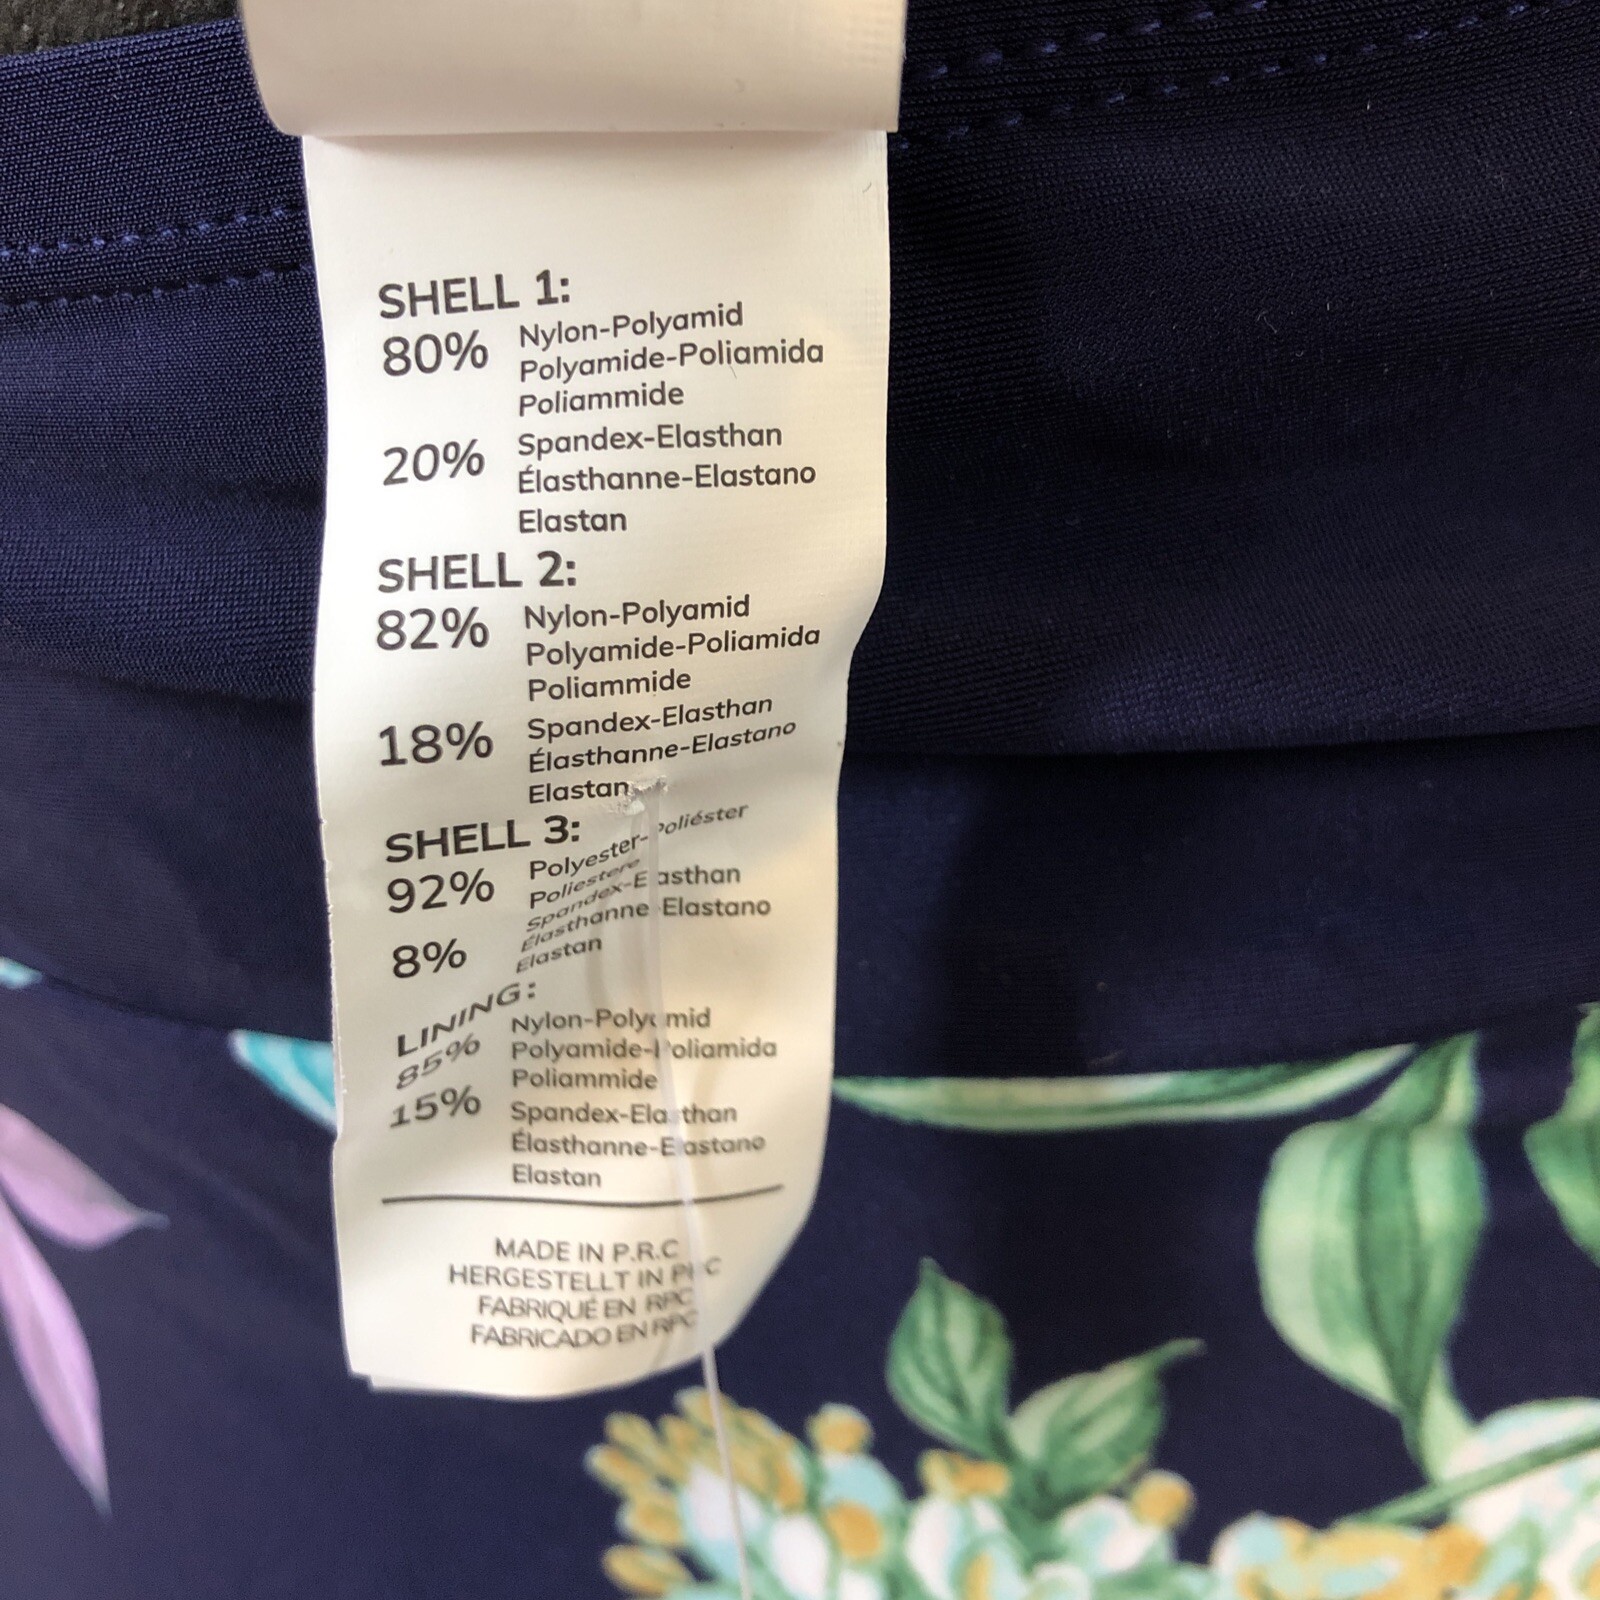 SHELL 1:
80% Nylon-Polyamid
Polyamide-Poliamida
Poliammide
20% Spandex-Elasthan
Élasthanne-Elastano
Elastan
SHELL 2:
82% Nylon-Polyamid
Polyamide-Poliamida
Poliammide
18% Spandex-Elasthan
Élasthanne-Elastano
Elastan
SHELL 3:
92% Polyester-Poliéster
Poliestere
8% Spandex-Elasthan
Élasthanne-Elastano
Elastan
LINING:
85% Nylon-Polyamid
Polyamide-Poliamida
Poliammide
15% Spandex-Elasthan
Élasthanne-Elastano
Elastan
MADE IN P.R.C
HERGESTELLT IN PRC
FABRIQUÉ EN RPC
FABRICADO EN RPC